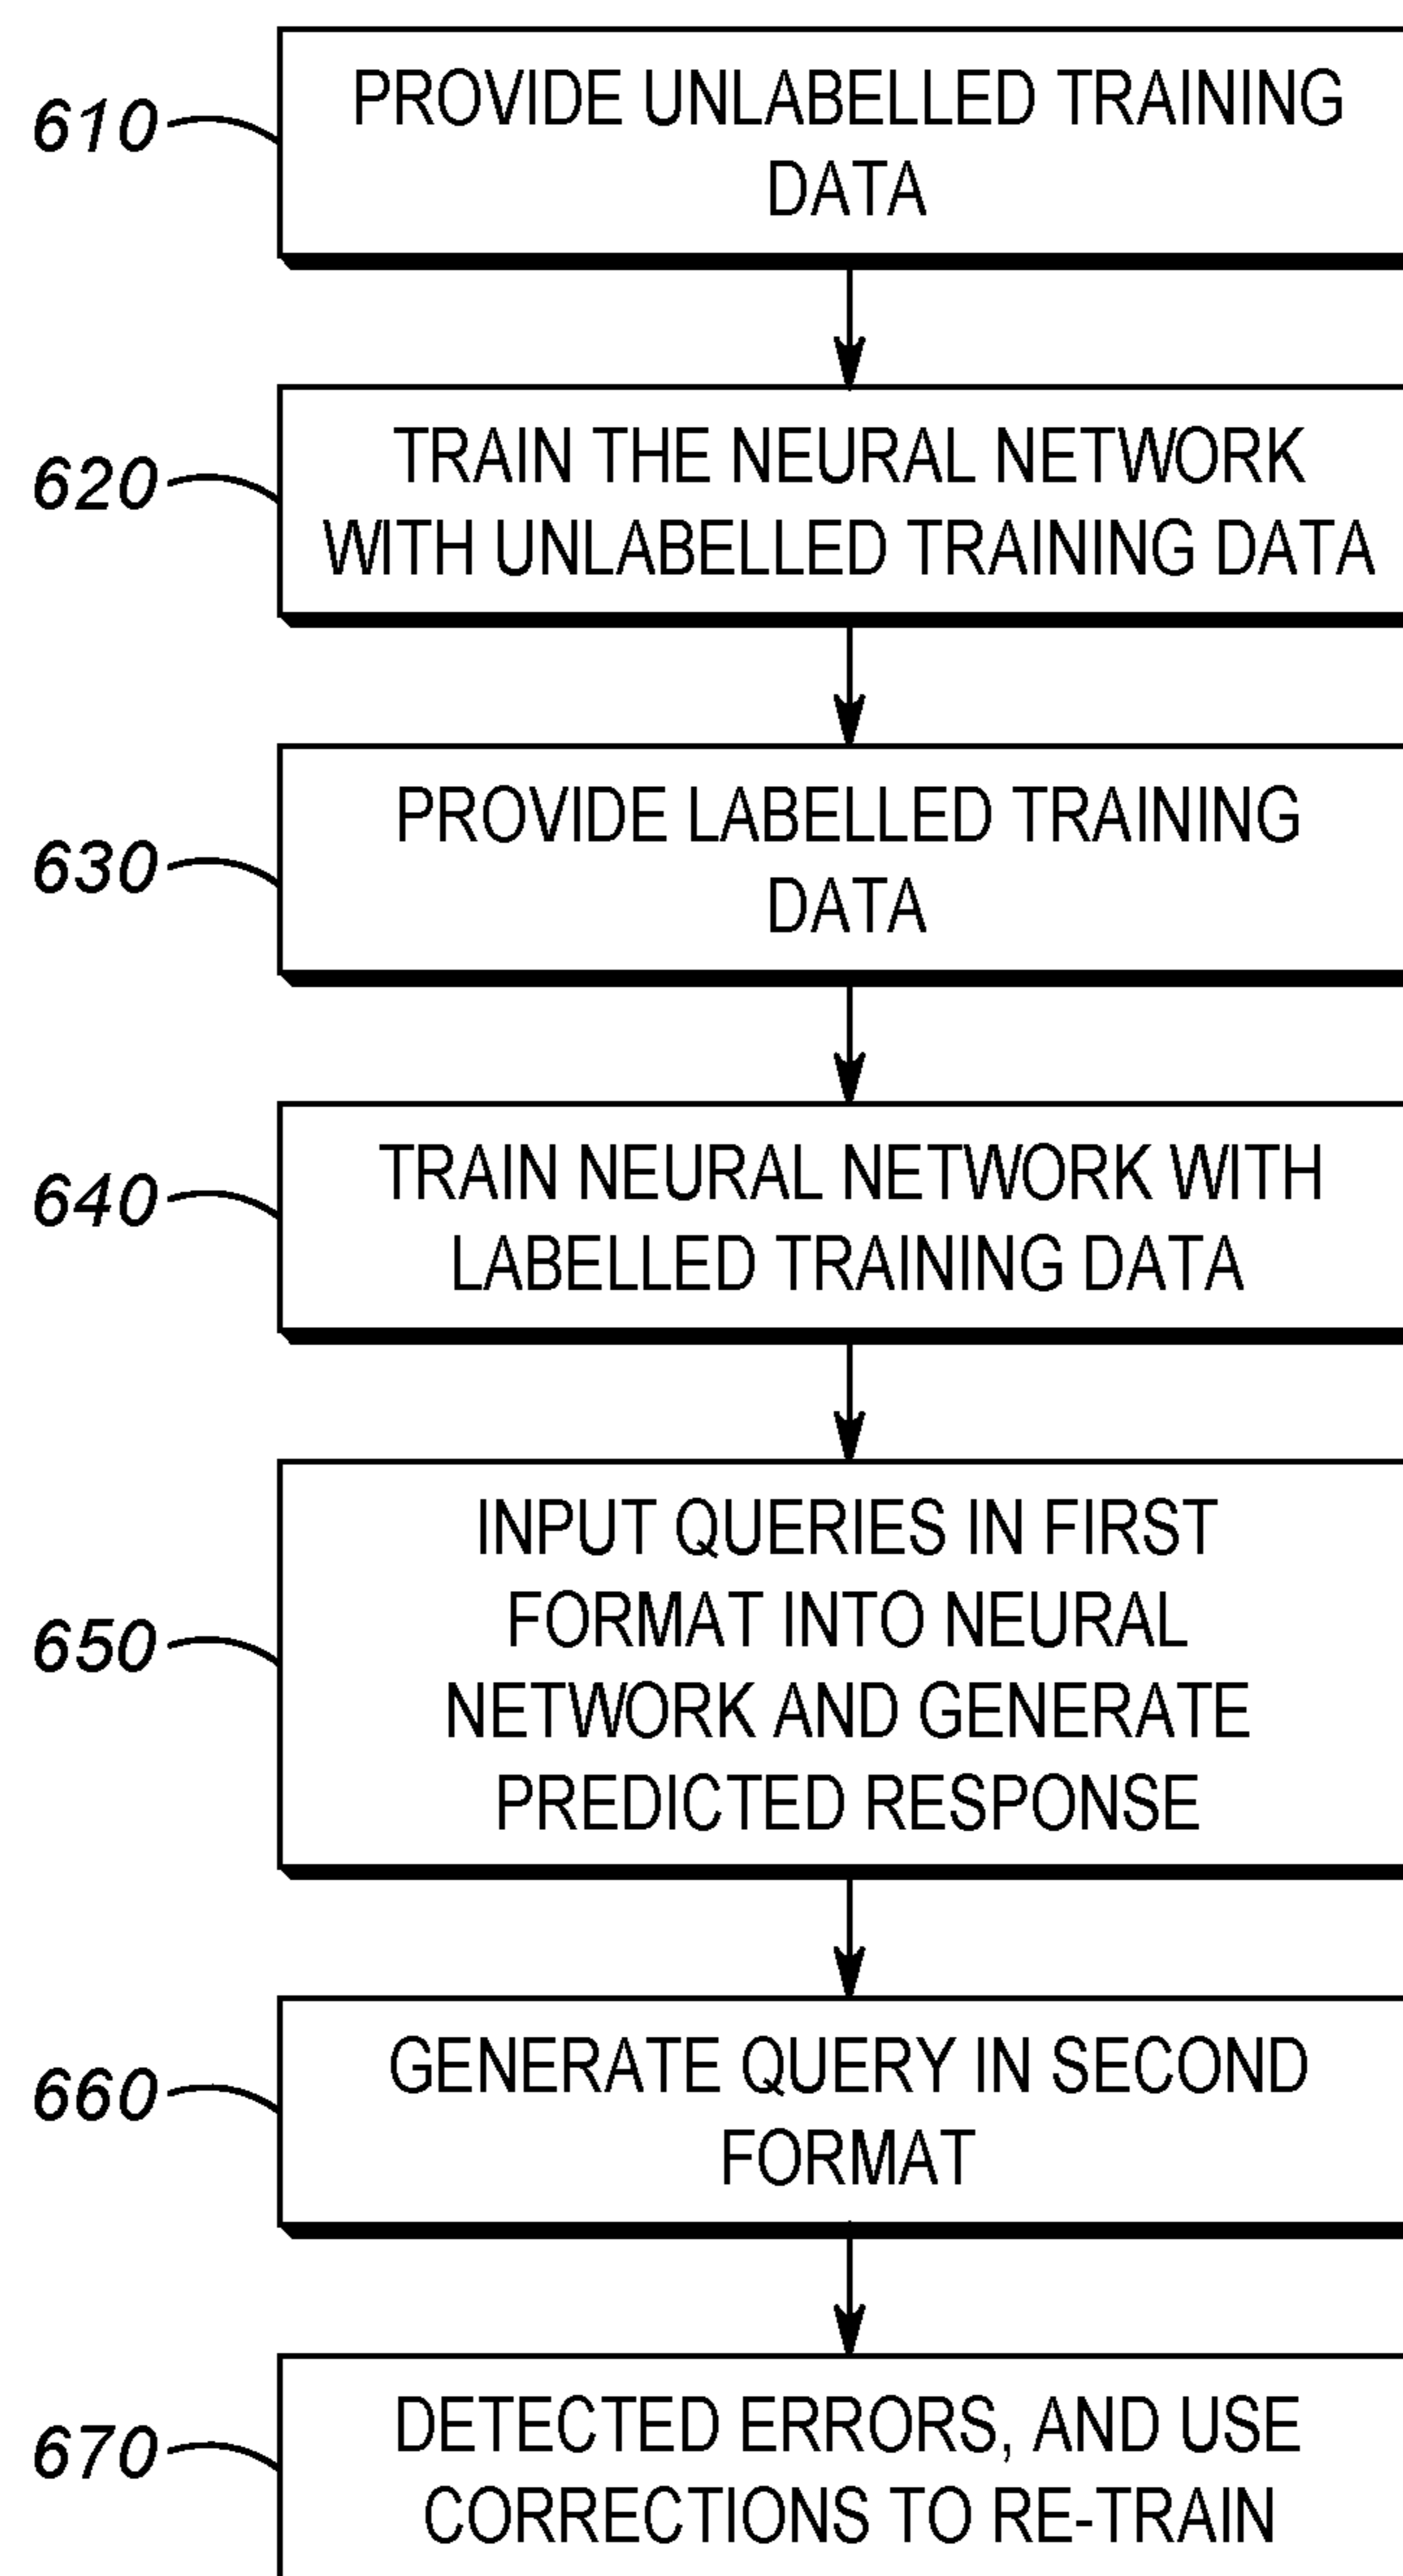 610
PROVIDE UNLABELLED TRAINING
DATA
620
TRAIN THE NEURAL NETWORK
WITH UNLABELLED TRAINING DATA
630
PROVIDE LABELLED TRAINING
DATA
640
TRAIN NEURAL NETWORK WITH
LABELLED TRAINING DATA
650
INPUT QUERIES IN FIRST
FORMAT INTO NEURAL
NETWORK AND GENERATE
PREDICTED RESPONSE
660
GENERATE QUERY IN SECOND
FORMAT
670
DETECTED ERRORS, AND USE
CORRECTIONS TO RE-TRAIN